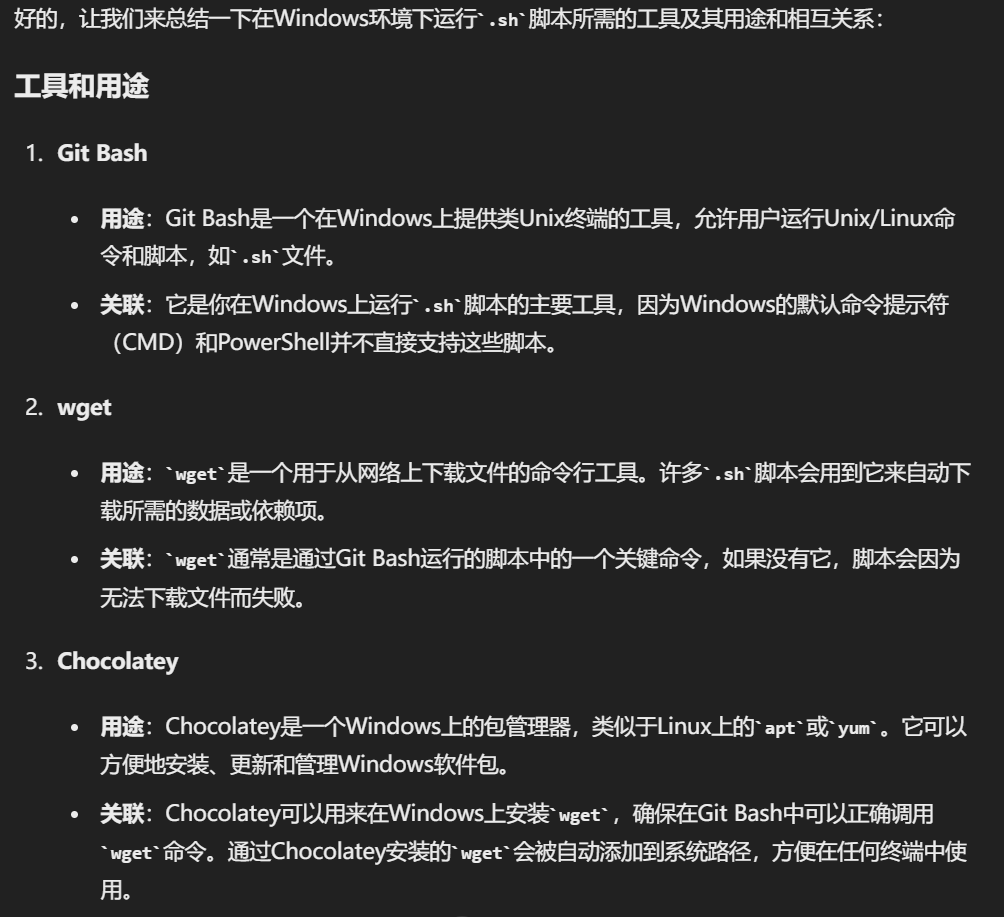 好的，让我们来总结一下在Windows环境下运行`.sh`脚本所需的工具及其用途和相互关系：
工具和用途
1. Git Bash
• 用途：Git Bash是一个在Windows上提供类Unix终端的工具，允许用户运行Unix/Linux命
令和脚本，如`.sh`文件。
• 关联：它是你在Windows上运行`.sh`脚本的主要工具，因为Windows的默认命令提示符
（CMD）和PowerShell并不直接支持这些脚本。
2. wget
• 用途：`wget`是一个用于从网络上下载文件的命令行工具。许多`.sh`脚本会用到它来自动下
载所需的数据或依赖项。
• 关联：`wget`通常是通过Git Bash运行的脚本中的一个关键命令，如果没有它，脚本会因为
无法下载文件而失败。
3. Chocolatey
• 用途：Chocolatey是一个Windows上的包管理器，类似于Linux上的`apt`或`yum`。它可以
方便地安装、更新和管理Windows软件包。
• 关联：Chocolatey可以用来在Windows上安装`wget`，确保在Git Bash中可以正确调用
`wget`命令。通过Chocolatey安装的`wget`会被自动添加到系统路径，方便在任何终端中使
用。